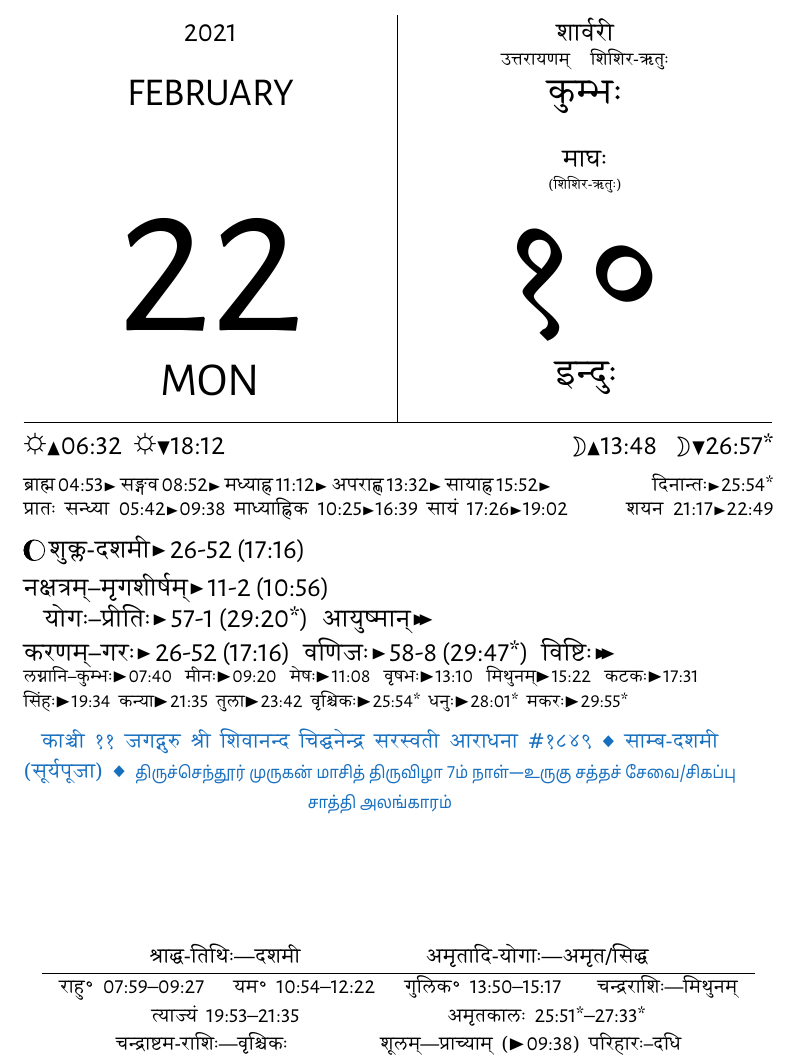 2021
FEBRUARY
22
MON
शार्वरी
उत्तरायणम् शिशिर-ऋतुः
कुम्भः
माघः
(शिशिर-ऋतुः)
१०
इन्दुः
☼▲06:32 ☼▼18:12 ☽▲13:48 ☽▼26:57*
ब्राह्म 04:53► सङ्गव 08:52► मध्याह्न 11:12► अपराह्ण 13:32► सायाह्न 15:52► दिनान्तः►25:54*
प्रातः सन्ध्या 05:42►09:38 माध्याह्निक 10:25►16:39 सायं 17:26►19:02 शयन 21:17►22:49
शुक्ल-दशमी►26-52 (17:16)
नक्षत्रम्–मृगशीर्षम्►11-2 (10:56)
योगः–प्रीतिः►57-1 (29:20*) आयुष्मान्►►
करणम्–गरः►26-52 (17:16) वणिजः►58-8 (29:47*) विष्टिः►►
लग्नानि–कुम्भः►07:40 मीनः►09:20 मेषः►11:08 वृषभः►13:10 मिथुनम्►15:22 कटकः►17:31
सिंहः►19:34 कन्या►21:35 तुला►23:42 वृश्चिकः►25:54* धनुः►28:01* मकरः►29:55*
काञ्ची ११ जगद्गुरु श्री शिवानन्द चिद्घनेन्द्र सरस्वती आराधना #१८४९ ◆ साम्ब-दशमी
(सूर्यपूजा) ◆ திருச்செந்தூர் முருகன் மாசித் திருவிழா 7ம் நாள்—உருகு சத்தச் சேவை/சிகப்பு
சாத்தி அலங்காரம்
श्राद्ध-तिथिः—दशमी अमृतादि-योगाः—अमृत/सिद्ध
राहु° 07:59–09:27 यम° 10:54–12:22 गुलिक° 13:50–15:17 चन्द्रराशिः—मिथुनम्
त्याज्यं 19:53–21:35 अमृतकालः 25:51*–27:33*
चन्द्राष्टम-राशिः—वृश्चिकः शूलम्—प्राच्याम् (►09:38) परिहारः–दधि